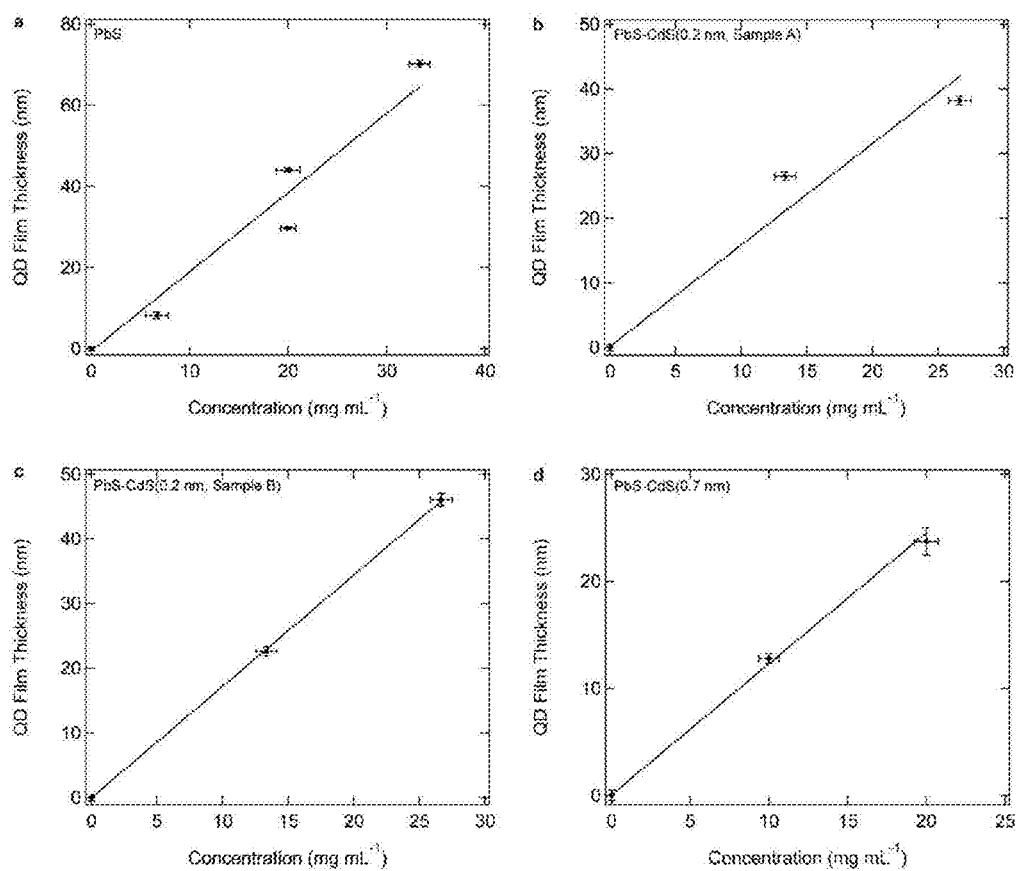 a
PbS
80
60
40
20
0
QD Film Thickness (nm)
0 10 20 30 40
Concentration (mg mL⁻¹)
b
PbS-CdS(0.2 nm, Sample A)
50
40
30
20
10
0
QD Film Thickness (nm)
0 5 10 15 20 25 30
Concentration (mg mL⁻¹)
c
PbS-CdS(0.2 nm, Sample B)
50
40
30
20
10
0
QD Film Thickness (nm)
0 5 10 15 20 25 30
Concentration (mg mL⁻¹)
d
PbS-CdS(0.7 nm)
30
20
10
0
QD Film Thickness (nm)
0 5 10 15 20 25
Concentration (mg mL⁻¹)